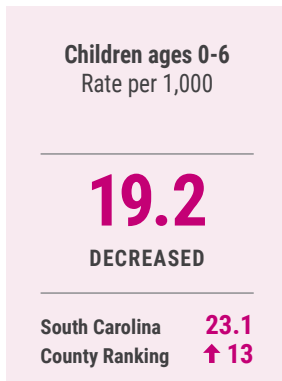 Children ages 0-6
Rate per 1,000
19.2
DECREASED
South Carolina 23.1
County Ranking ↑ 13